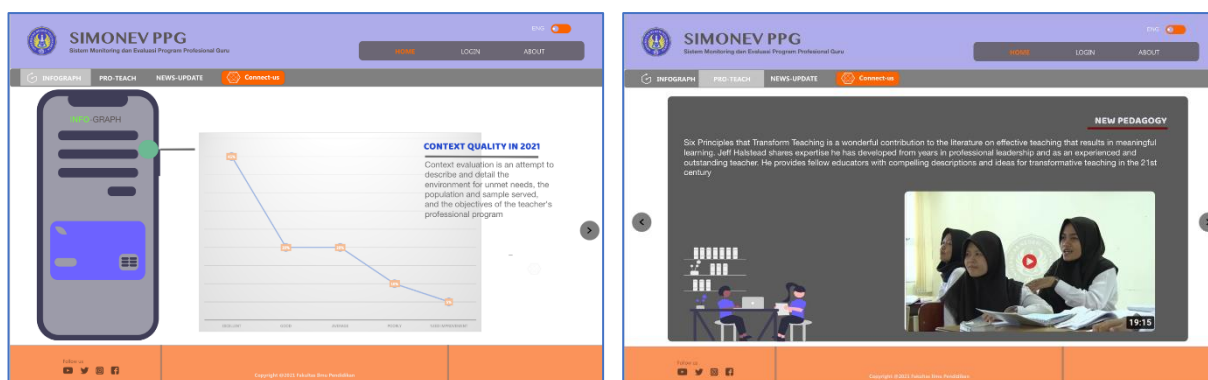 SIMONEV PPG
Sistem Monitoring dan Evaluasi Program Profesional Guru
ENG
HOME LOGIN ABOUT
INFOGRAPH PRO-TEACH NEWS-UPDATE Connect-us
INFO GRAPH
CONTEXT QUALITY IN 2021
Context evaluation is an attempt to
describe and detail the
environment for unmet needs, the
population and sample served,
and the objectives of the teacher's
professional program
EXCELLENT GOOD AVERAGE
Follow us
Copyright ©2022 Fakultas Ilmu Pendidikan
SIMONEV PPG
Sistem Monitoring dan Evaluasi Program Profesional Guru
ENG
HOME LOGIN ABOUT
INFOGRAPH PRO-TEACH NEWS-UPDATE Connect-us
NEW PEDAGOGY
Six Principles that Transform Teaching is a wonderful contribution to the literature on effective teaching that results in meaningful
learning. Jeff Halstead shares expertise he has developed from years in professional leadership and as an experienced and
outstanding teacher. He provides fellow educators with compelling descriptions and ideas for transformative teaching in the 21st
century
19:15
Follow us
Copyright ©2022 Fakultas Ilmu Pendidikan